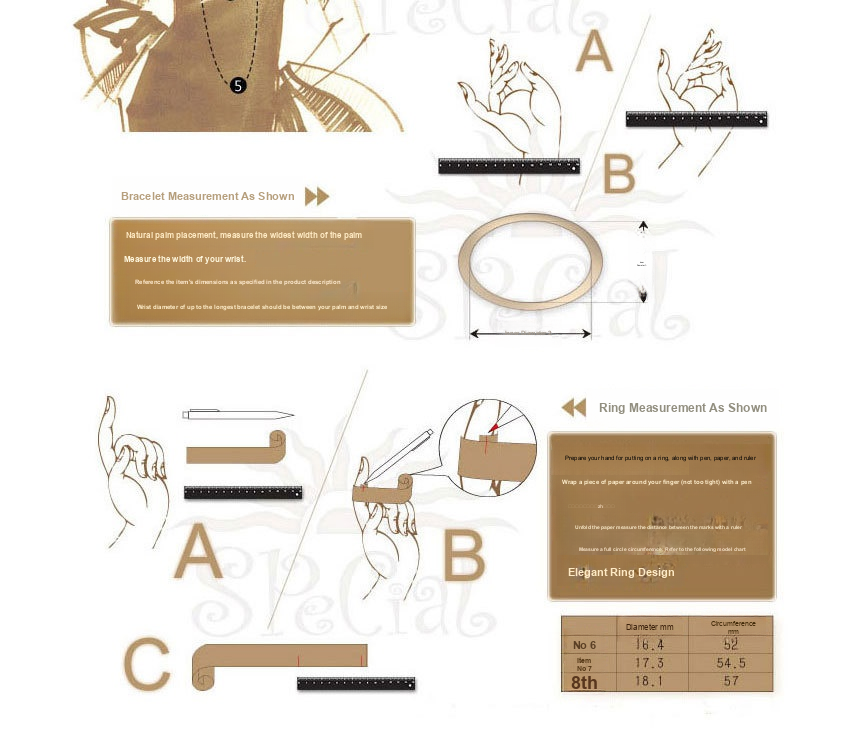 SPeCial
5
A
B
Bracelet Measurement As Shown
Natural palm placement, measure the widest width of the palm
Measure the width of your wrist.
Reference the item's dimensions as specified in the product description
Wrist diameter of up to the longest bracelet should be between your palm and wrist size
SPeCial
Ring Measurement As Shown
Prepare your hand for putting on a ring, along with pen, paper, and ruler
Wrap a piece of paper around your finger (not too tight) with a pen
Unfold the paper measure the distance between the marks with a ruler
Measure a full circle circumference. Refer to the following model chart
Elegant Ring Design
A
B
SPeCial
C
Diameter mm Circumference mm
No 6 16.4 52
Item No 7 17.3 54.5
8th 18.1 57